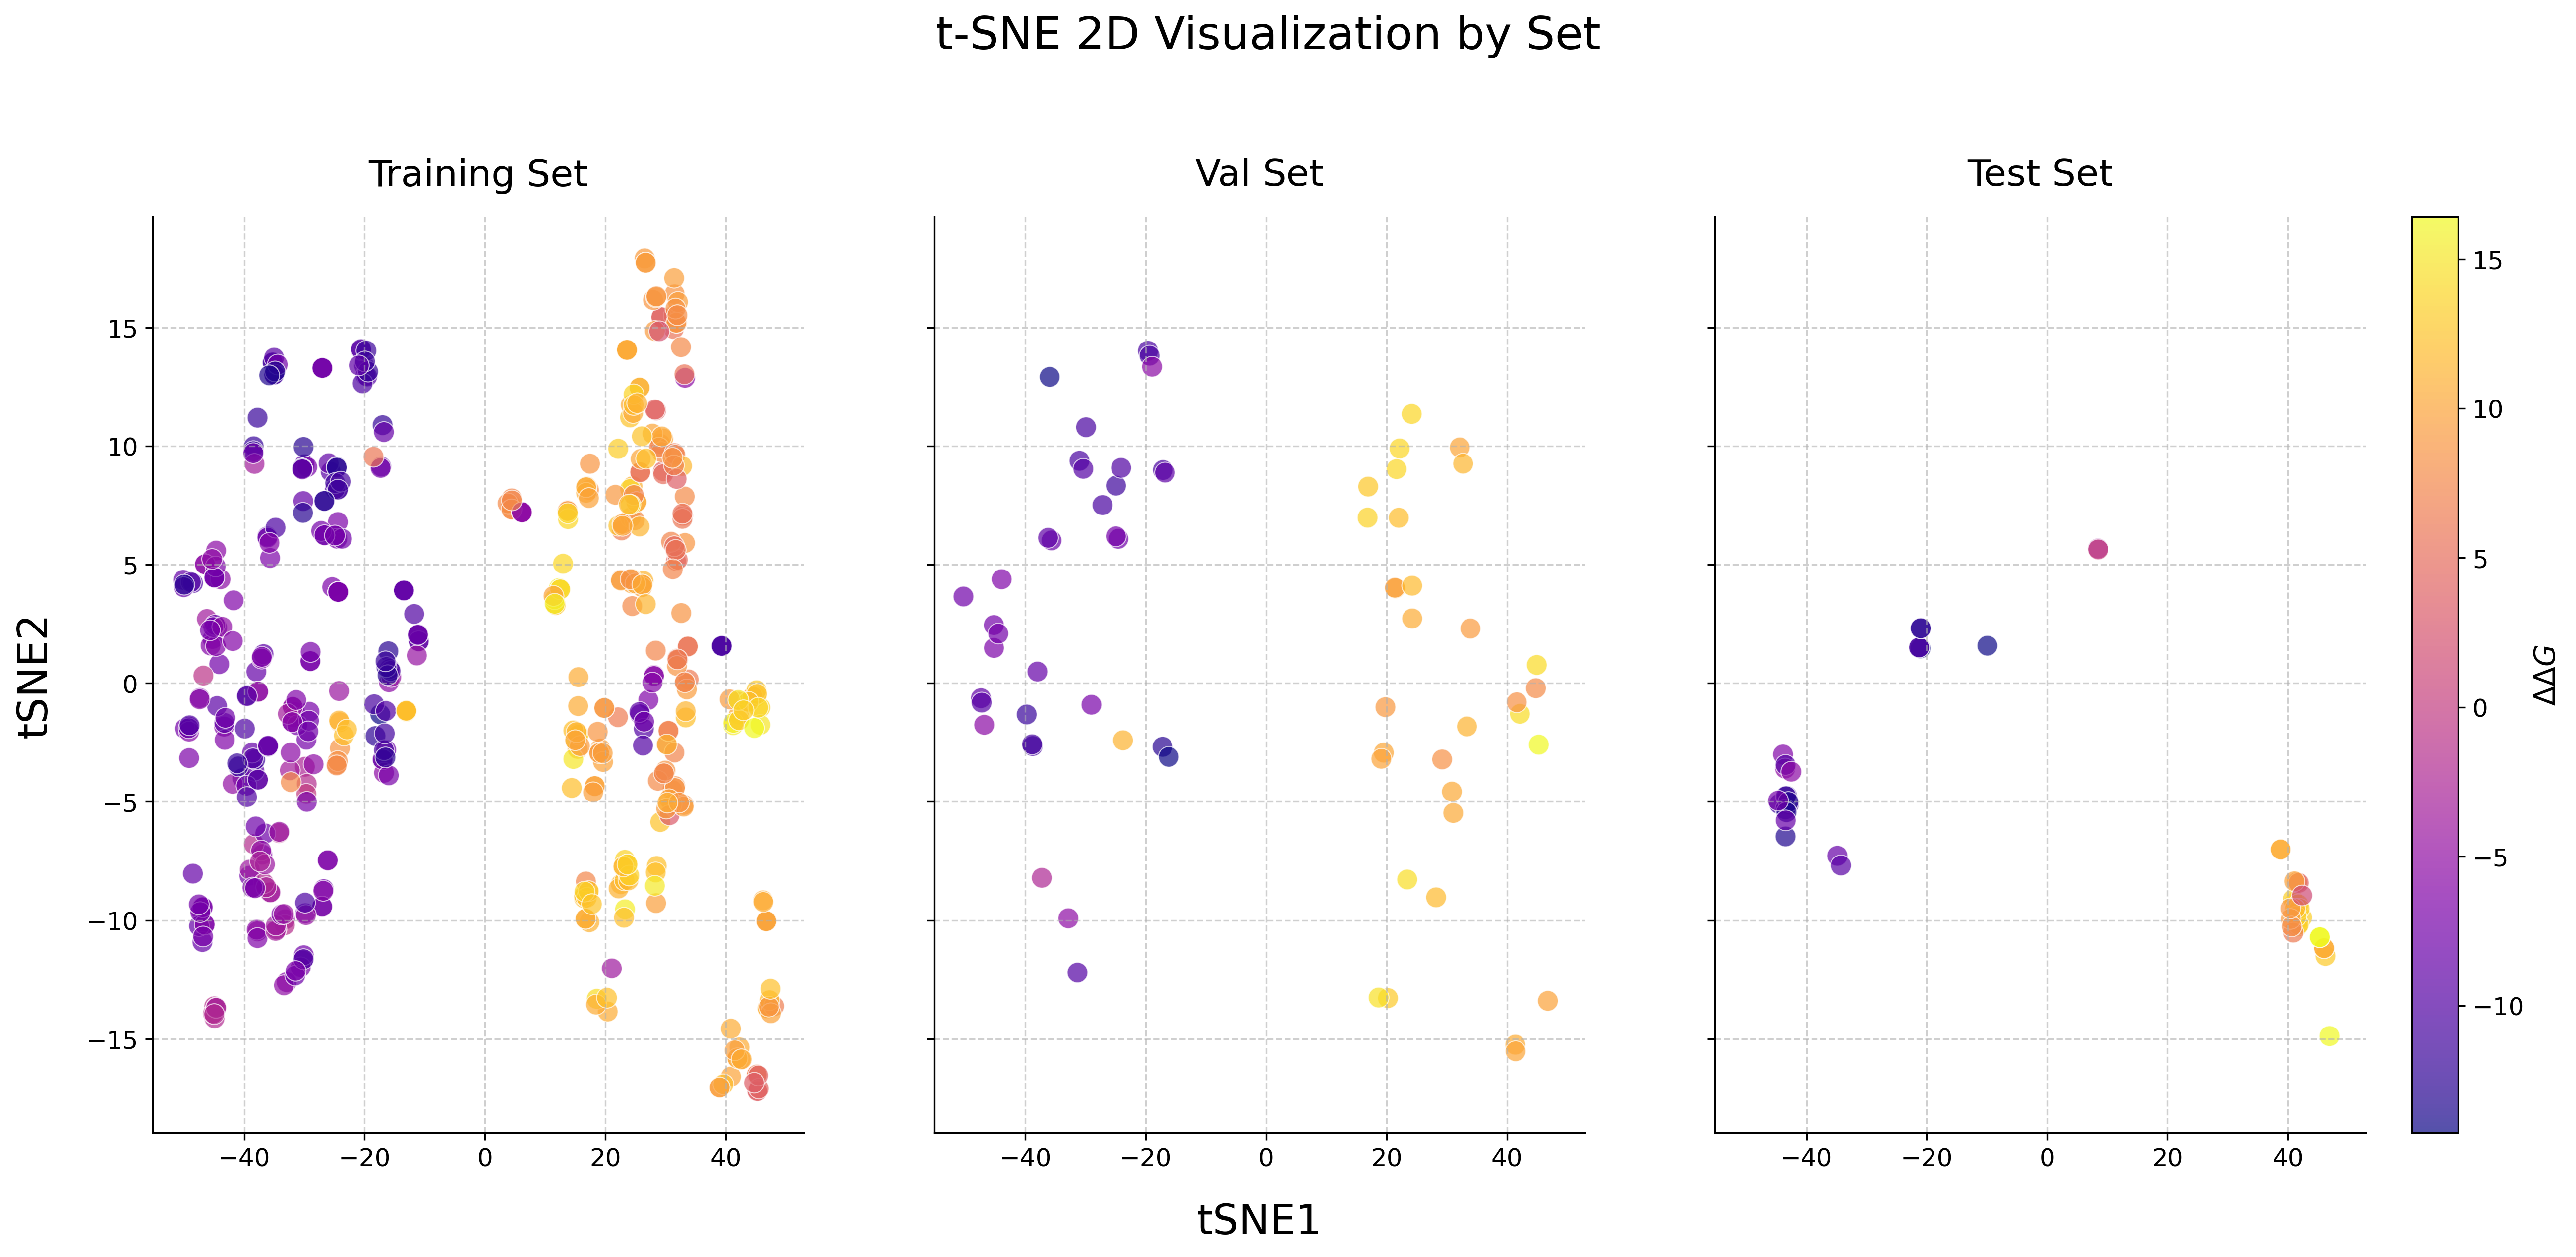 t-SNE 2D Visualization by Set
Training Set
Val Set
Test Set
15
10
5
0
−5
−10
−15
tSNE2
−40 −20 0 20 40
−40 −20 0 20 40
−40 −20 0 20 40
tSNE1
15
10
5
0
−5
−10
ΔΔG